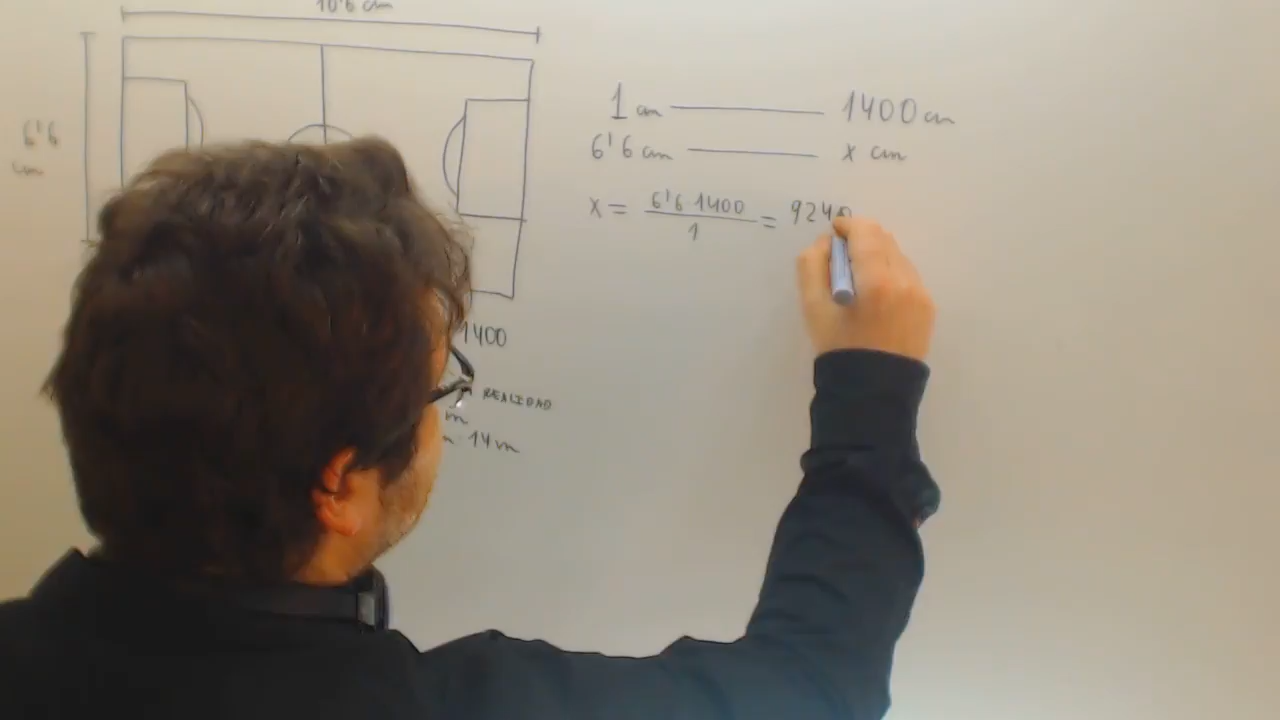 10'6 cm
6'6
cm
1 cm 1400 cm
6'6 cm x cm
x = 6'6·1400 / 1 = 9240
1400
REALIDAD
m
14 m